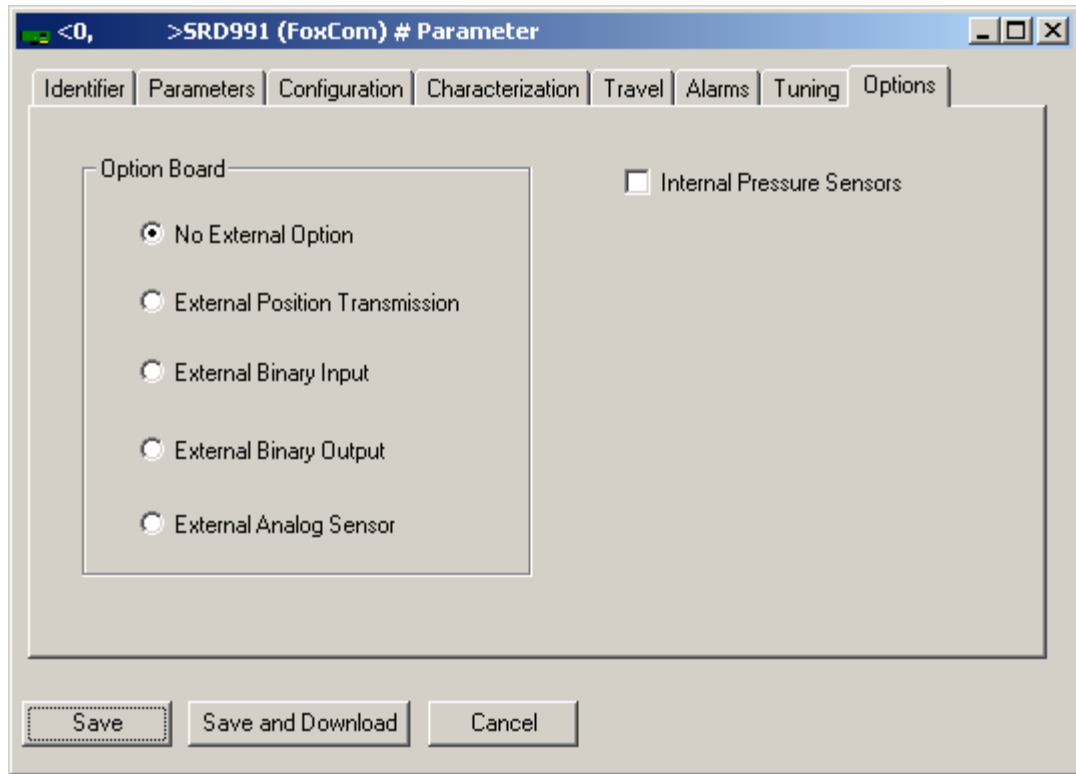 <0, >SRD991 (FoxCom) # Parameter
Identifier Parameters Configuration Characterization Travel Alarms Tuning Options
Option Board
Internal Pressure Sensors
No External Option
External Position Transmission
External Binary Input
External Binary Output
External Analog Sensor
Save Save and Download Cancel